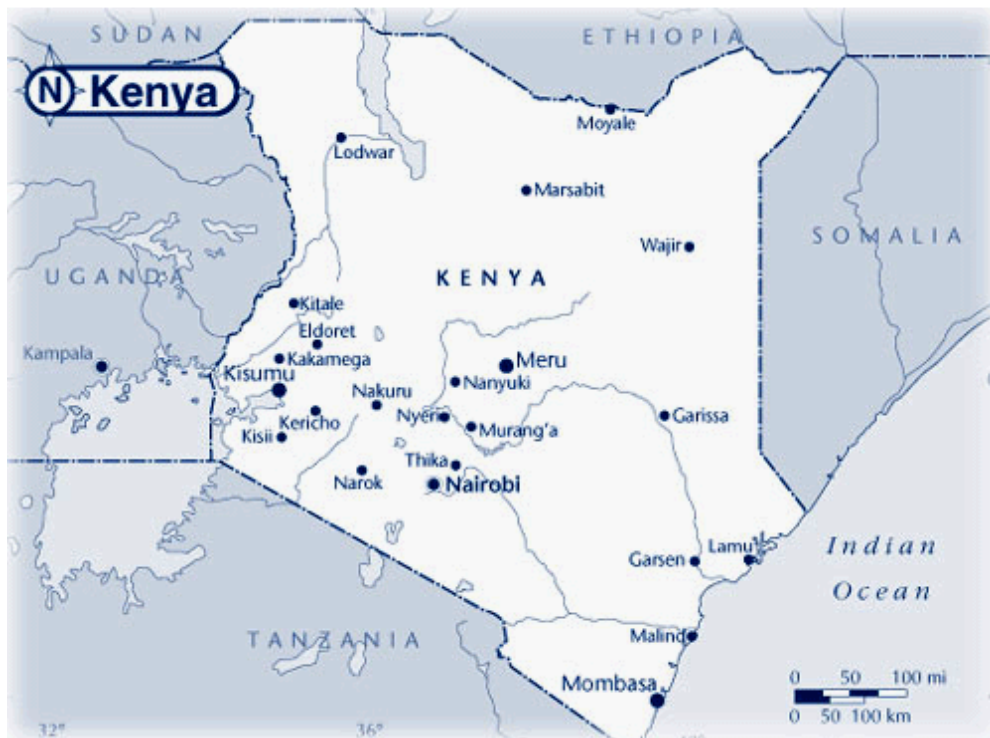 SUDAN
ETHIOPIA
N Kenya
Moyale
Lodwar
Marsabit
Wajir
SOMALIA
UGANDA
KENYA
Kitale
Eldoret
Kampala
Kakamega
Meru
Kisumu
Nanyuki
Nakuru
Kericho
Nyeri
Garissa
Murang'a
Kisii
Thika
Narok
Nairobi
Indian
Ocean
Lamu
Garsen
TANZANIA
Malind
Mombasa
0 50 100 mi
0 50 100 km
32°
36°